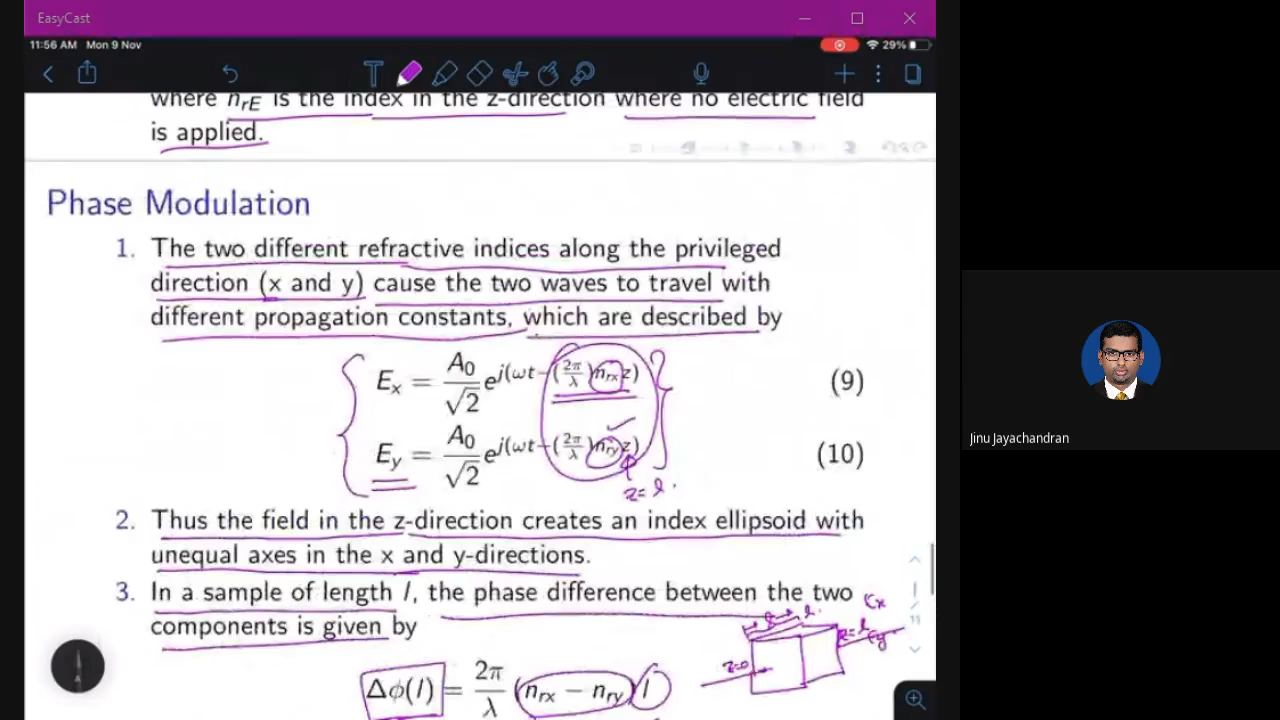 EasyCast
11:56 AM Mon 9 Nov
29%
where n_rE is the index in the z-direction where no electric field
is applied.
Phase Modulation
1. The two different refractive indices along the privileged
direction (x and y) cause the two waves to travel with
different propagation constants, which are described by
E_x = A_0/√2 e^{j(ωt−(2π/λ)n_rx z)} (9)
E_y = A_0/√2 e^{j(ωt−(2π/λ)n_ry z)} (10)
z=l.
2. Thus the field in the z-direction creates an index ellipsoid with
unequal axes in the x and y-directions.
3. In a sample of length l, the phase difference between the two
components is given by
Δϕ(l) = 2π/λ (n_rx − n_ry) l
z=0
z=l
l.
11
Jinu Jayachandran